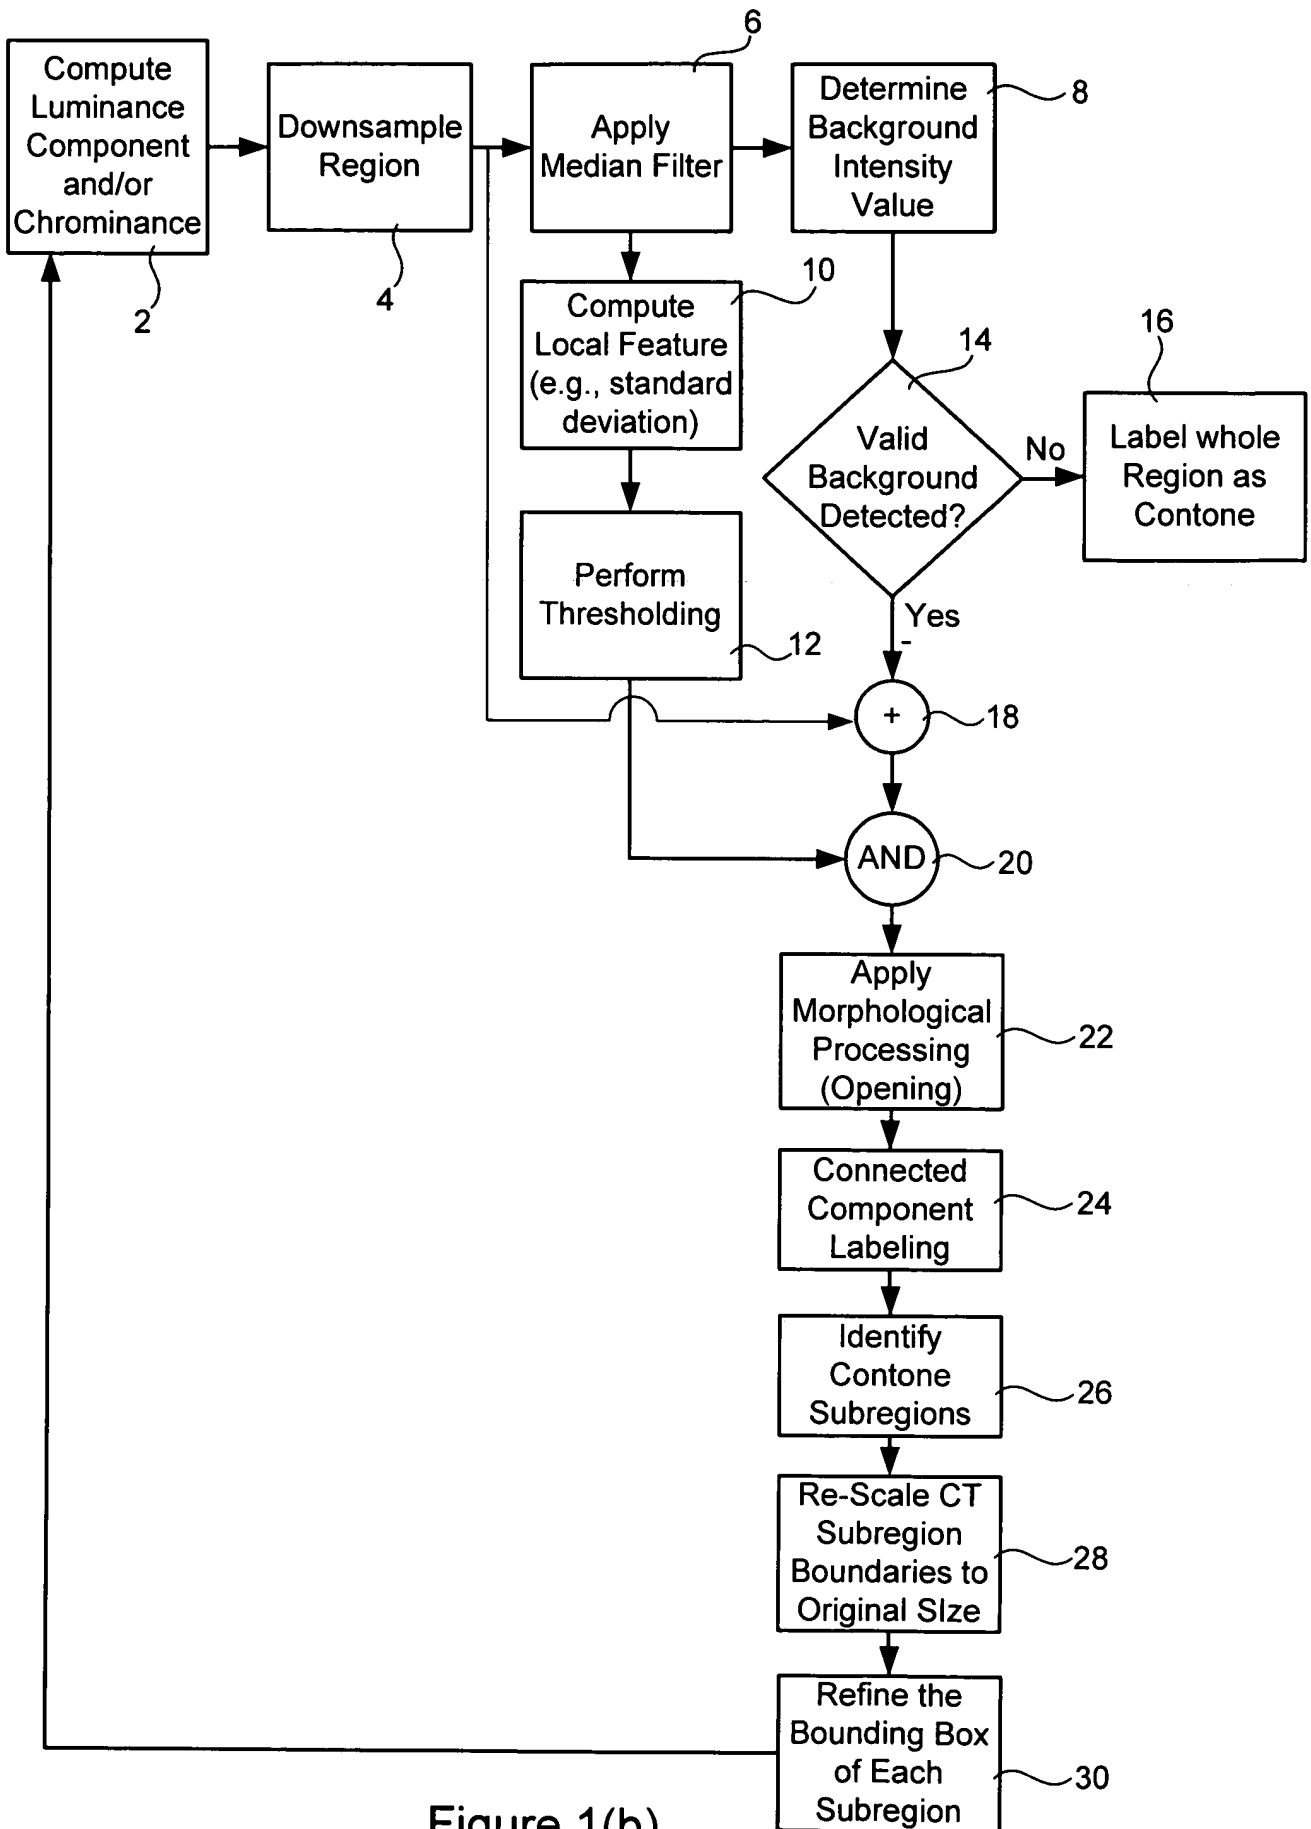 Compute
Luminance
Component
and/or
Chrominance
2
Downsample
Region
4
Apply
Median Filter
6
Determine
Background
Intensity
Value
8
Compute
Local Feature
(e.g., standard
deviation)
10
Perform
Thresholding
12
Valid
Background
Detected?
14
No
Label whole
Region as
Contone
16
Yes
-
+
18
AND
20
Apply
Morphological
Processing
(Opening)
22
Connected
Component
Labeling
24
Identify
Contone
Subregions
26
Re-Scale CT
Subregion
Boundaries to
Original SIze
28
Refine the
Bounding Box
of Each
Subregion
30
Figure 1(b)